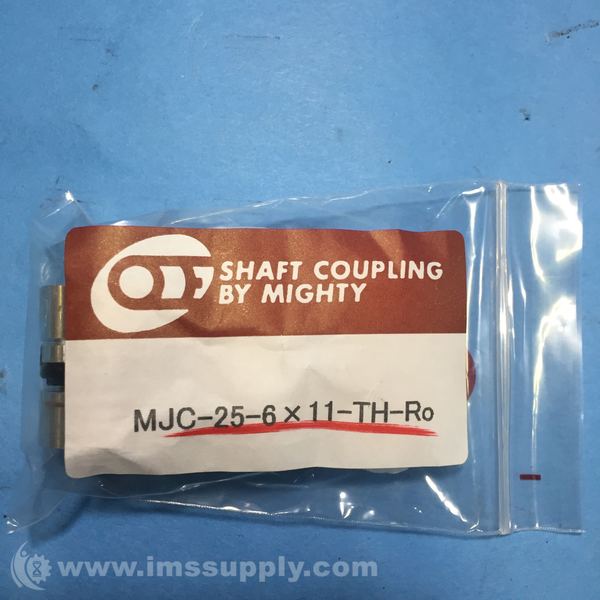 SHAFT COUPLING
BY MIGHTY
MJC-25-6×11-TH-Ro
www.imssupply.com